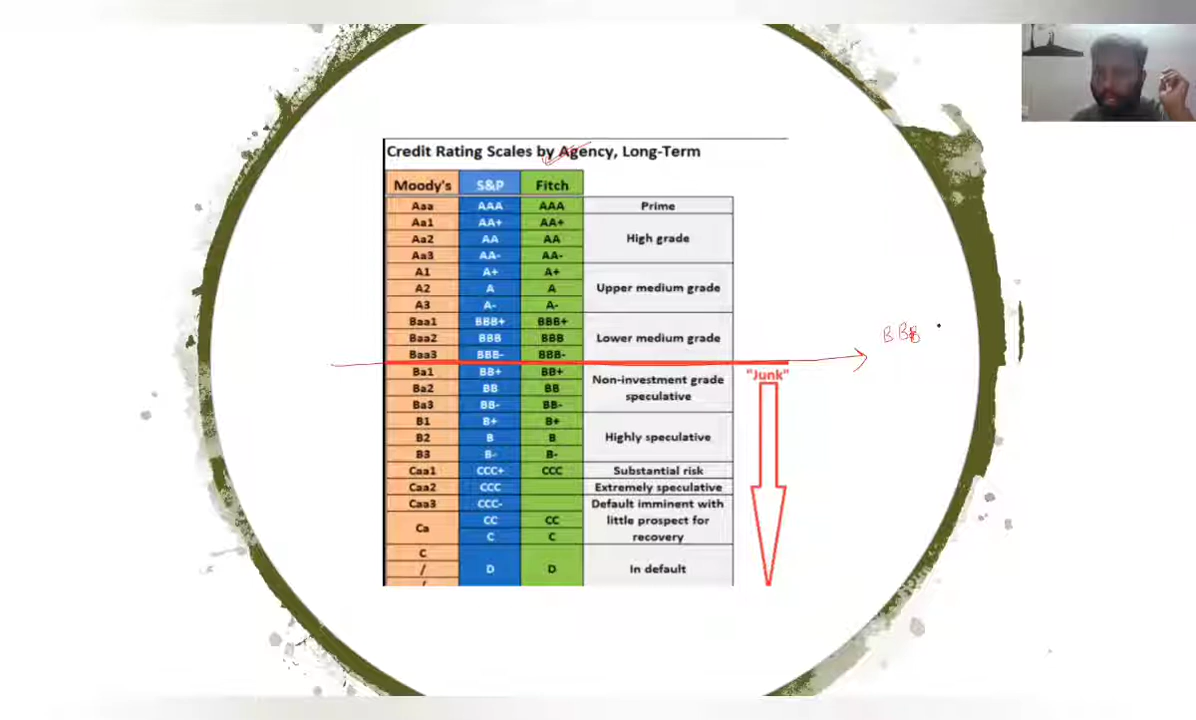 Credit Rating Scales by Agency, Long-Term
Moody's S&P Fitch
Aaa AAA AAA Prime
Aa1 AA+ AA+
Aa2 AA AA High grade
Aa3 AA- AA-
A1 A+ A+
A2 A A Upper medium grade
A3 A- A-
Baa1 BBB+ BBB+
Baa2 BBB BBB Lower medium grade
Baa3 BBB- BBB-
Ba1 BB+ BB+ Non-investment grade
Ba2 BB BB speculative
Ba3 BB- BB-
B1 B+ B+
B2 B B Highly speculative
B3 B- B-
Caa1 CCC+ CCC Substantial risk
Caa2 CCC Extremely speculative
Caa3 CCC- Default imminent with
Ca CC CC little prospect for
C C recovery
C
/ D D In default
/
"Junk"
BBB